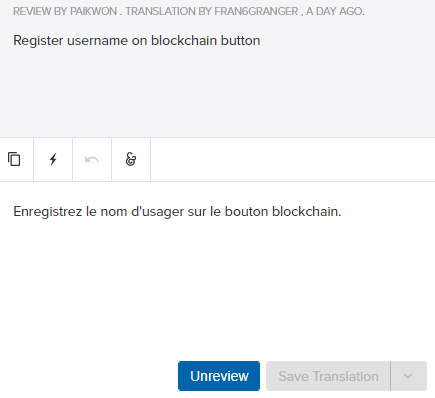 REVIEW BY PAIKWON . TRANSLATION BY FRAN6GRANGER , A DAY AGO.
Register username on blockchain button
Enregistrez le nom d'usager sur le bouton blockchain.
Unreview
Save Translation